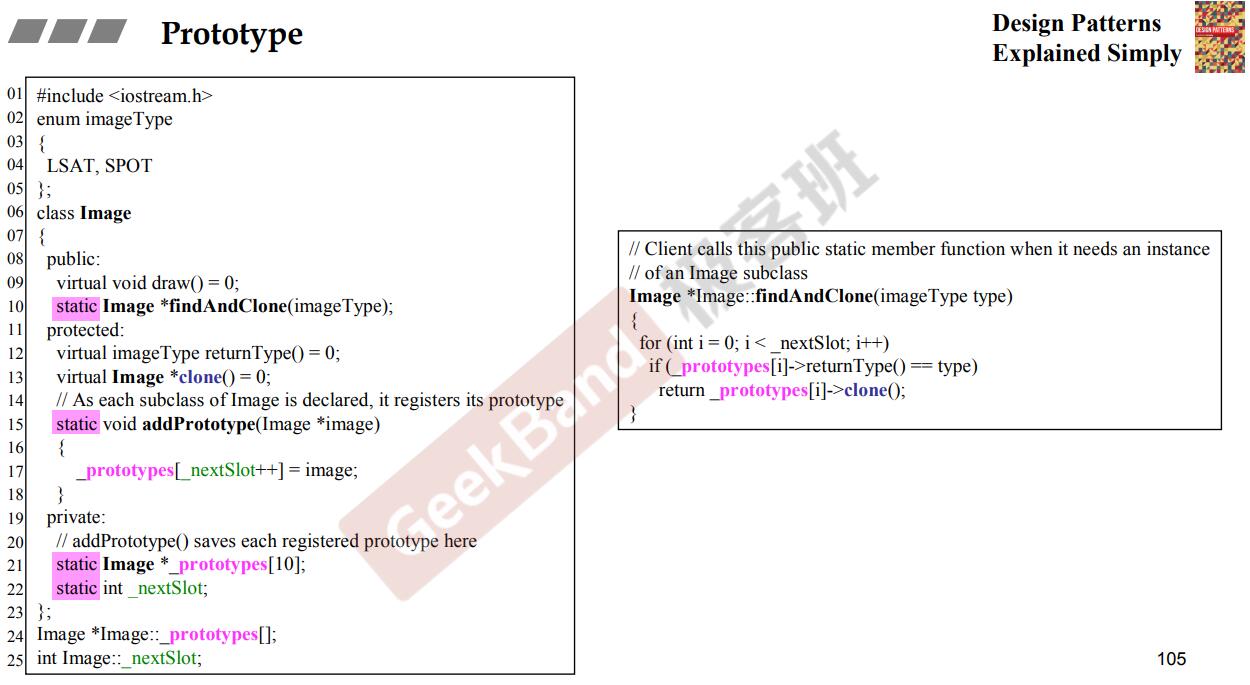 Prototype
Design Patterns
Explained Simply
DESIGN PATTERNS
01 #include <iostream.h>
02 enum imageType
03 {
04 LSAT, SPOT
05 };
06 class Image
07 {
08 public:
09 virtual void draw() = 0;
10 static Image *findAndClone(imageType);
11 protected:
12 virtual imageType returnType() = 0;
13 virtual Image *clone() = 0;
14 // As each subclass of Image is declared, it registers its prototype
15 static void addPrototype(Image *image)
16 {
17 _prototypes[_nextSlot++] = image;
18 }
19 private:
20 // addPrototype() saves each registered prototype here
21 static Image *_prototypes[10];
22 static int _nextSlot;
23 };
24 Image *Image::_prototypes[];
25 int Image::_nextSlot;
// Client calls this public static member function when it needs an instance
// of an Image subclass
Image *Image::findAndClone(imageType type)
{
for (int i = 0; i < _nextSlot; i++)
if (_prototypes[i]->returnType() == type)
return _prototypes[i]->clone();
}
GeekBand 极客班
105